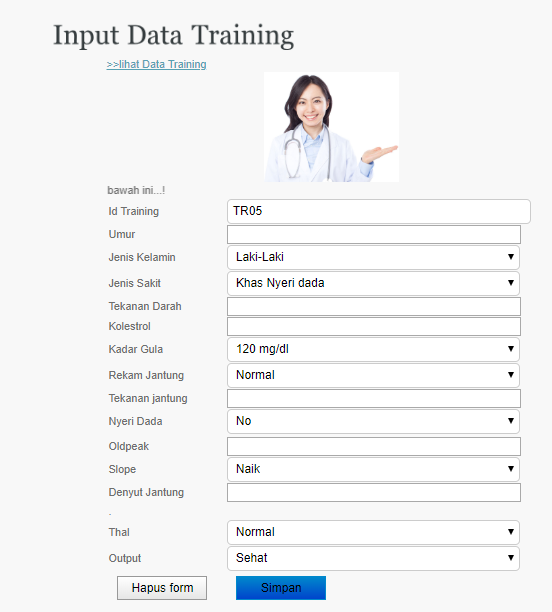 Input Data Training
>>lihat Data Training
bawah ini...!
Id Training TR05
Umur
Jenis Kelamin Laki-Laki
Jenis Sakit Khas Nyeri dada
Tekanan Darah
Kolestrol
Kadar Gula 120 mg/dl
Rekam Jantung Normal
Tekanan jantung
Nyeri Dada No
Oldpeak
Slope Naik
Denyut Jantung
.
Thal Normal
Output Sehat
Hapus form Simpan